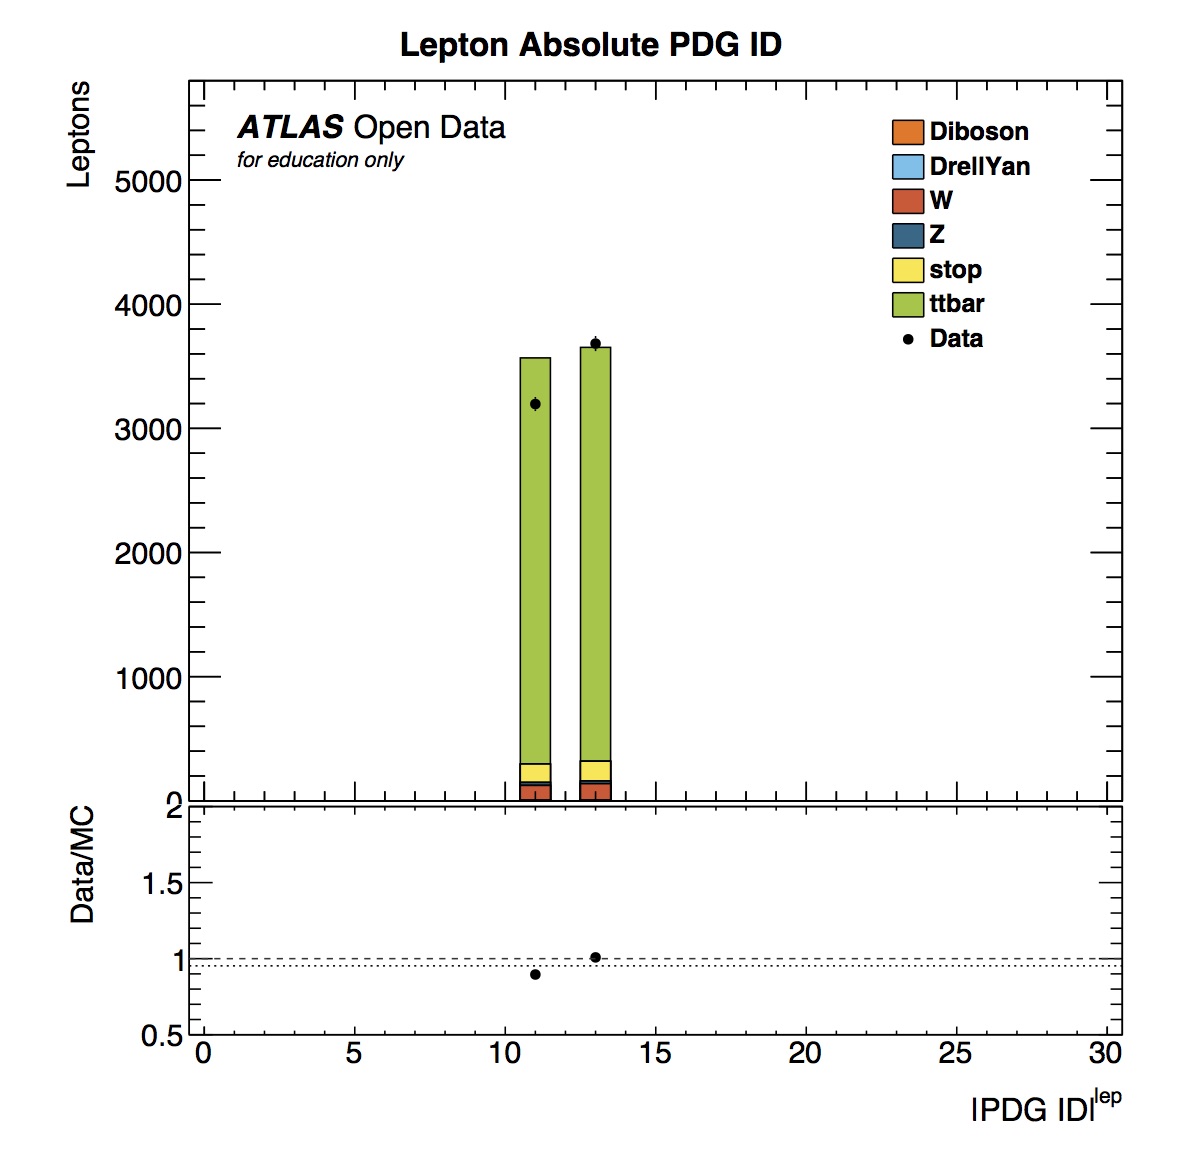 Lepton Absolute PDG ID
Leptons
ATLAS Open Data
for education only
Diboson
DrellYan
W
Z
stop
ttbar
Data
5000
4000
3000
2000
1000
0
Data/MC
2
1.5
1
0.5
0 5 10 15 20 25 30
|PDG ID|lep